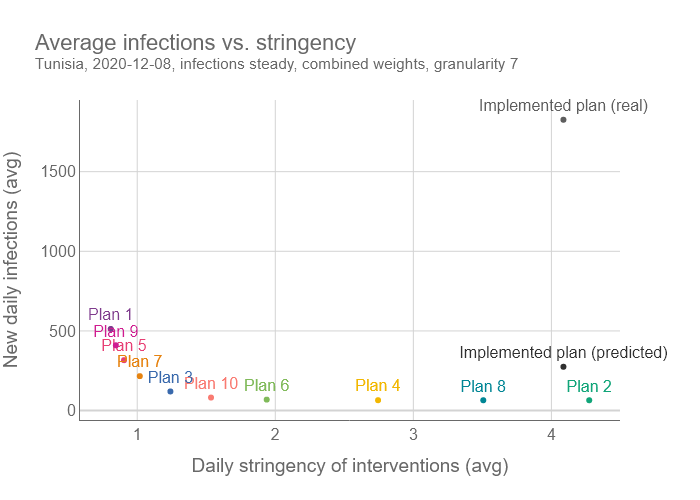 Average infections vs. stringency
Tunisia, 2020-12-08, infections steady, combined weights, granularity 7
Implemented plan (real)
1500
1000
Plan 1
500
Plan 9
Plan 5
Implemented plan (predicted)
Plan 7
Plan 3
Plan 10
Plan 6
Plan 4
Plan 8
Plan 2
0
1
2
3
4
New daily infections (avg)
Daily stringency of interventions (avg)